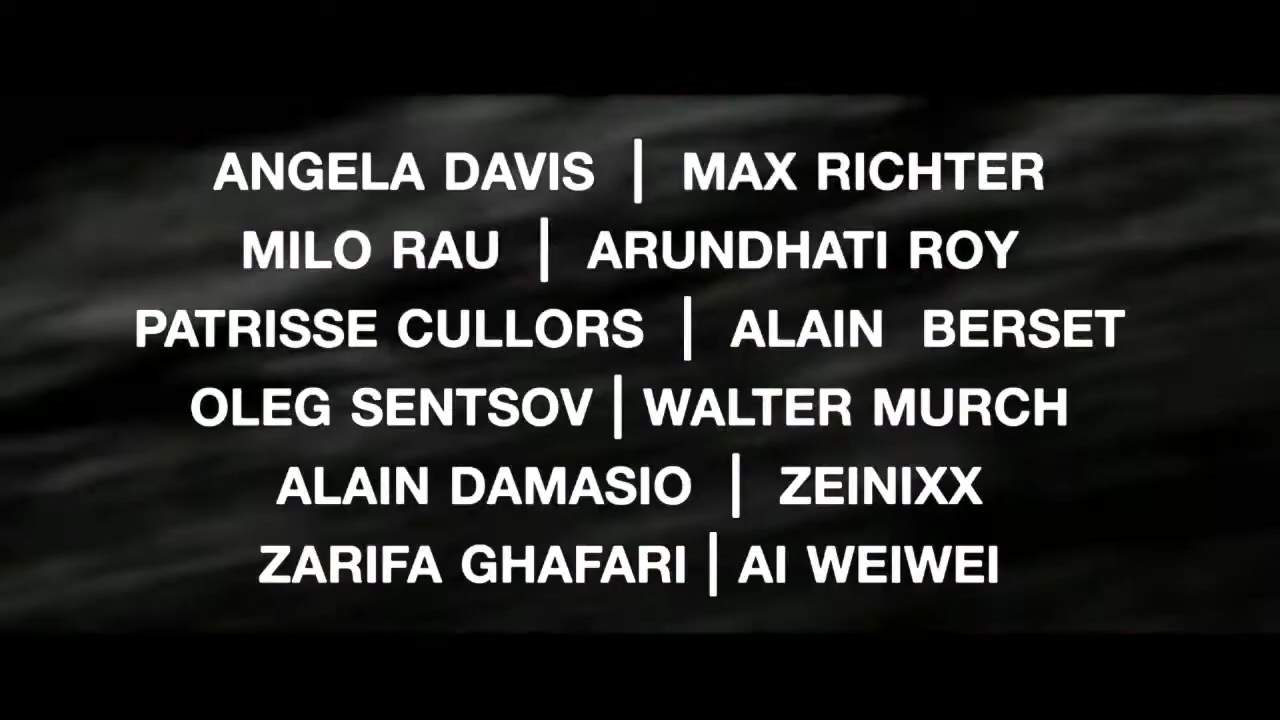 ANGELA DAVIS | MAX RICHTER
MILO RAU | ARUNDHATI ROY
PATRISSE CULLORS | ALAIN BERSET
OLEG SENTSOV | WALTER MURCH
ALAIN DAMASIO | ZEINIXX
ZARIFA GHAFARI | AI WEIWEI